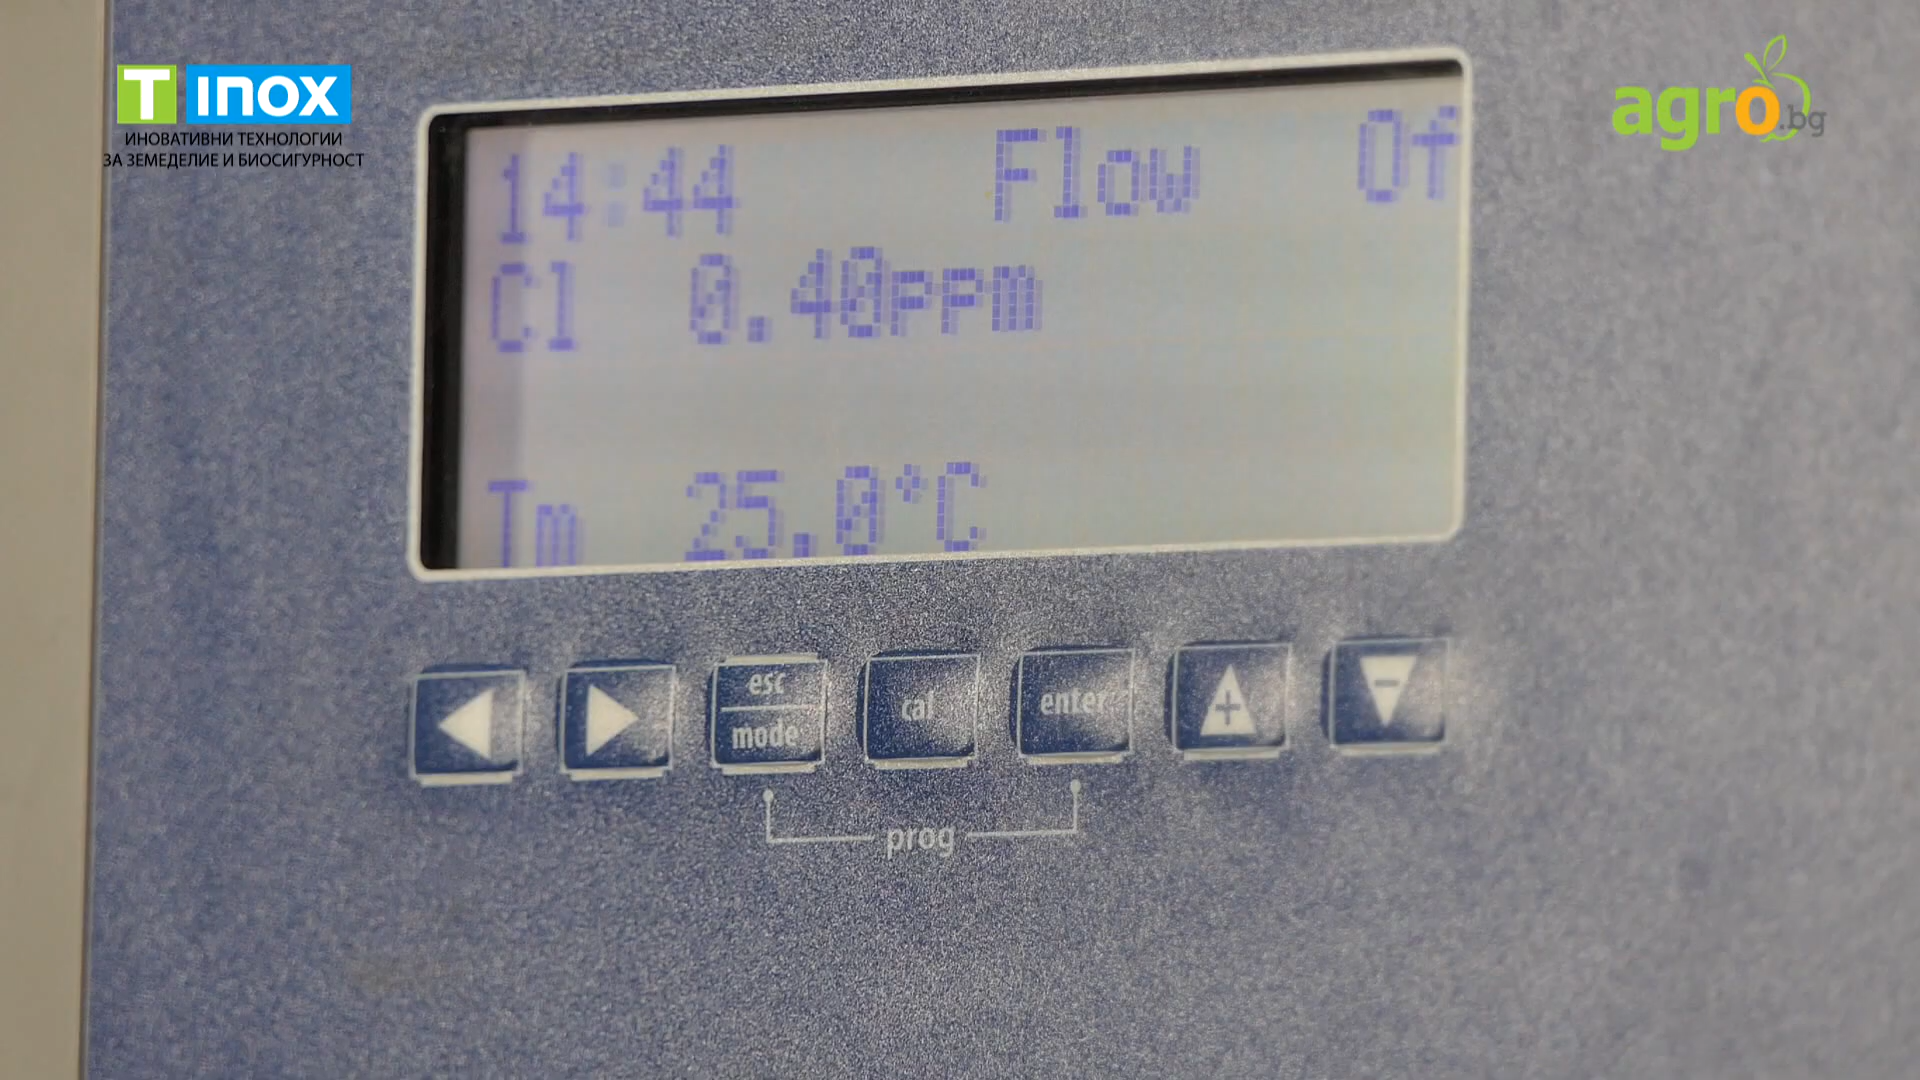 T INOX
ИНОВАТИВНИ ТЕХНОЛОГИИ
ЗА ЗЕМЕДЕЛИЕ И БИОСИГУРНОСТ
agro.bg
14:44 Flow Of
Cl 0.40ppm
Tm 25.0°C
esc
mode
cal
enter
+
-
prog